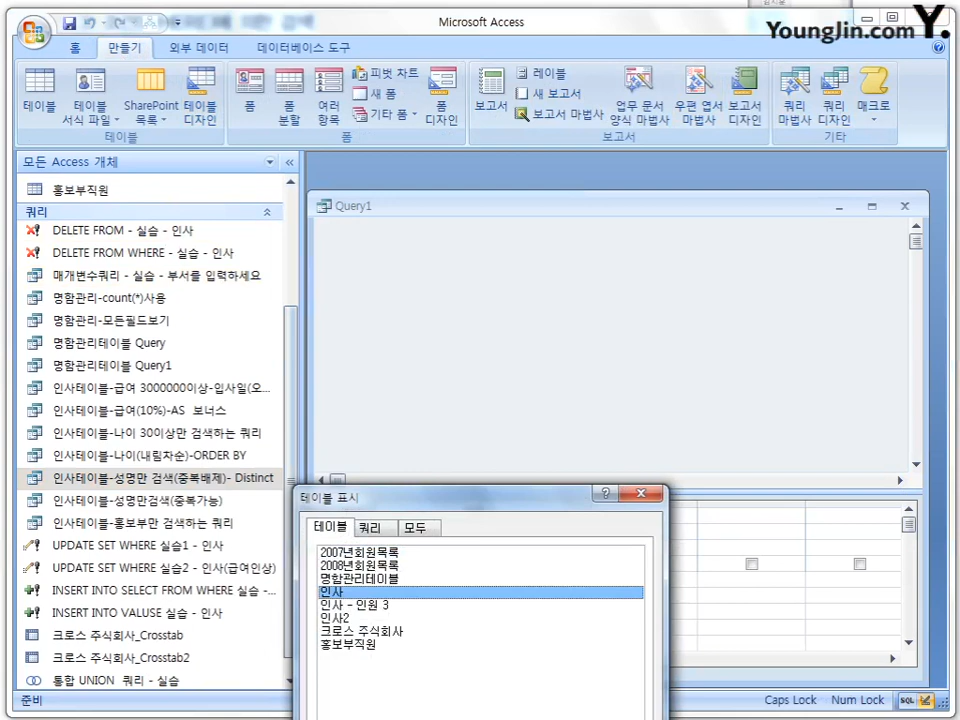 Microsoft Access
YoungJin.com Y.
홈 만들기 외부 데이터 데이터베이스 도구
테이블
테이블 서식 파일
SharePoint 목록
테이블 디자인
테이블
폼
폼 분할
여러 항목
피벗 차트
새 폼
기타 폼
폼 디자인
폼
보고서
레이블
새 보고서
보고서 마법사
업무 문서 양식 마법사
우편 엽서 마법사
보고서 디자인
보고서
쿼리 마법사
쿼리 디자인
매크로
기타
모든 Access 개체
홍보부직원
쿼리
DELETE FROM - 실습 - 인사
DELETE FROM WHERE - 실습 - 인사
매개변수쿼리 - 실습 - 부서를 입력하세요
명함관리-count(*)사용
명함관리-모든필드보기
명함관리테이블 Query
명함관리테이블 Query1
인사테이블-급여 3000000이상-입사일(오...
인사테이블-급여(10%)-AS 보너스
인사테이블-나이 30이상만 검색하는 쿼리
인사테이블-나이(내림차순)-ORDER BY
인사테이블-성명만 검색(중복배제)- Distinct
인사테이블-성명만검색(중복가능)
인사테이블-홍보부만 검색하는 쿼리
UPDATE SET WHERE 실습1 - 인사
UPDATE SET WHERE 실습2 - 인사(급여인상)
INSERT INTO SELECT FROM WHERE 실습 -...
INSERT INTO VALUSE 실습 - 인사
크로스 주식회사_Crosstab
크로스 주식회사_Crosstab2
통합 UNION 쿼리 - 실습
Query1
테이블 표시
테이블 쿼리 모두
2007년회원목록
2008년회원목록
명함관리테이블
인사
인사 - 인원 3
인사2
크로스 주식회사
홍보부직원
준비
Caps Lock Num Lock SQL